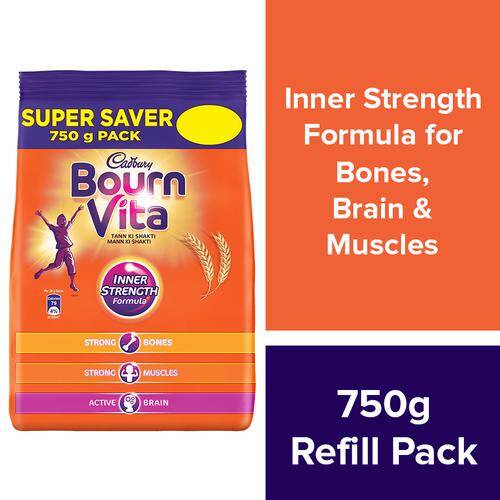 SUPER SAVER
750 g PACK
Cadbury
Bourn
Vita
TANN KI SHAKTI
MANN KI SHAKTI
INNER
STRENGTH
Formula
STRONG BONES
STRONG MUSCLES
ACTIVE BRAIN
Inner Strength
Formula for
Bones,
Brain &
Muscles
750g
Refill Pack